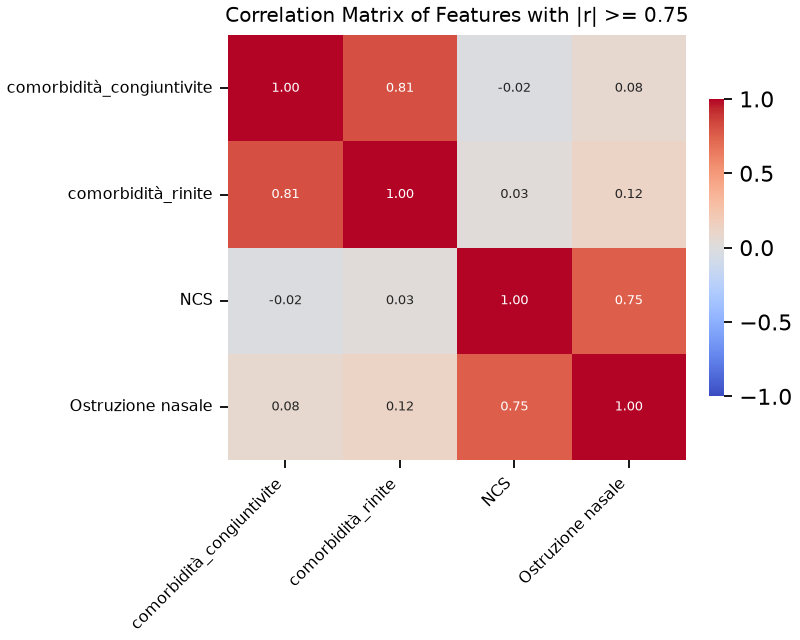 Correlation Matrix of Features with |r| >= 0.75
comorbidità_congiuntivite 1.00 0.81 -0.02 0.08
comorbidità_rinite 0.81 1.00 0.03 0.12
NCS -0.02 0.03 1.00 0.75
Ostruzione nasale 0.08 0.12 0.75 1.00
comorbidità_congiuntivite
comorbidità_rinite
NCS
Ostruzione nasale
1.0
0.5
0.0
−0.5
−1.0